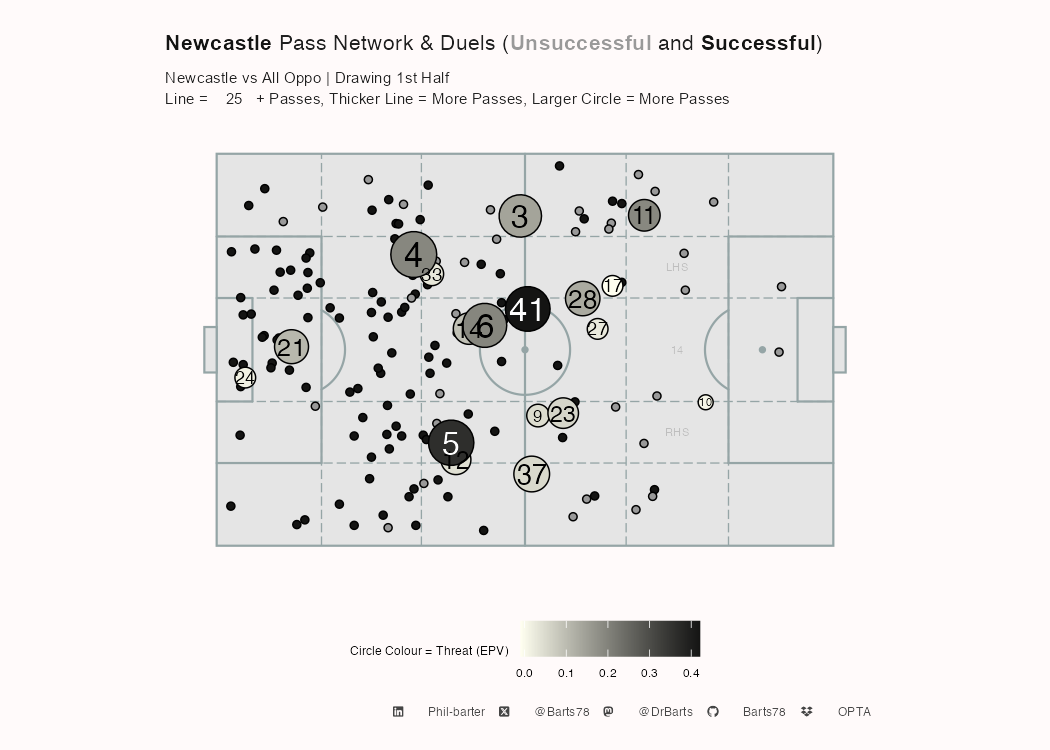 Newcastle Pass Network & Duels (Unsuccessful and Successful)
Newcastle vs All Oppo | Drawing 1st Half
Line = 25 + Passes, Thicker Line = More Passes, Larger Circle = More Passes
3
11
4
33
LHS
17
28
41
14
6
27
21
14
24
10
9
23
RHS
5
12
37
Circle Colour = Threat (EPV)
0.0 0.1 0.2 0.3 0.4
Phil-barter @Barts78 @DrBarts Barts78 OPTA